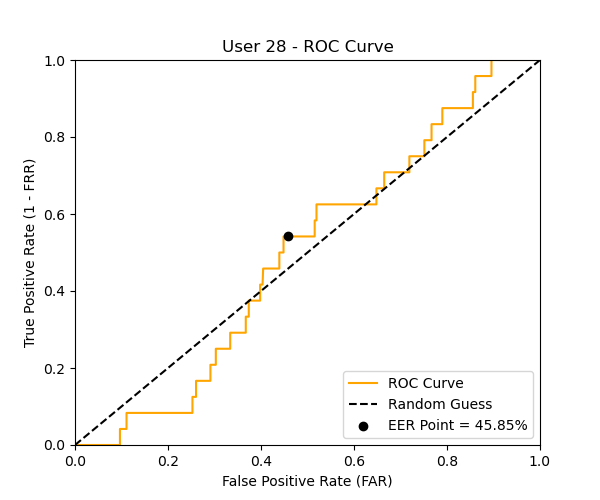 User 28 - ROC Curve
True Positive Rate (1 - FRR)
1.0
0.8
0.6
0.4
0.2
0.0
0.0 0.2 0.4 0.6 0.8 1.0
False Positive Rate (FAR)
ROC Curve
Random Guess
EER Point = 45.85%